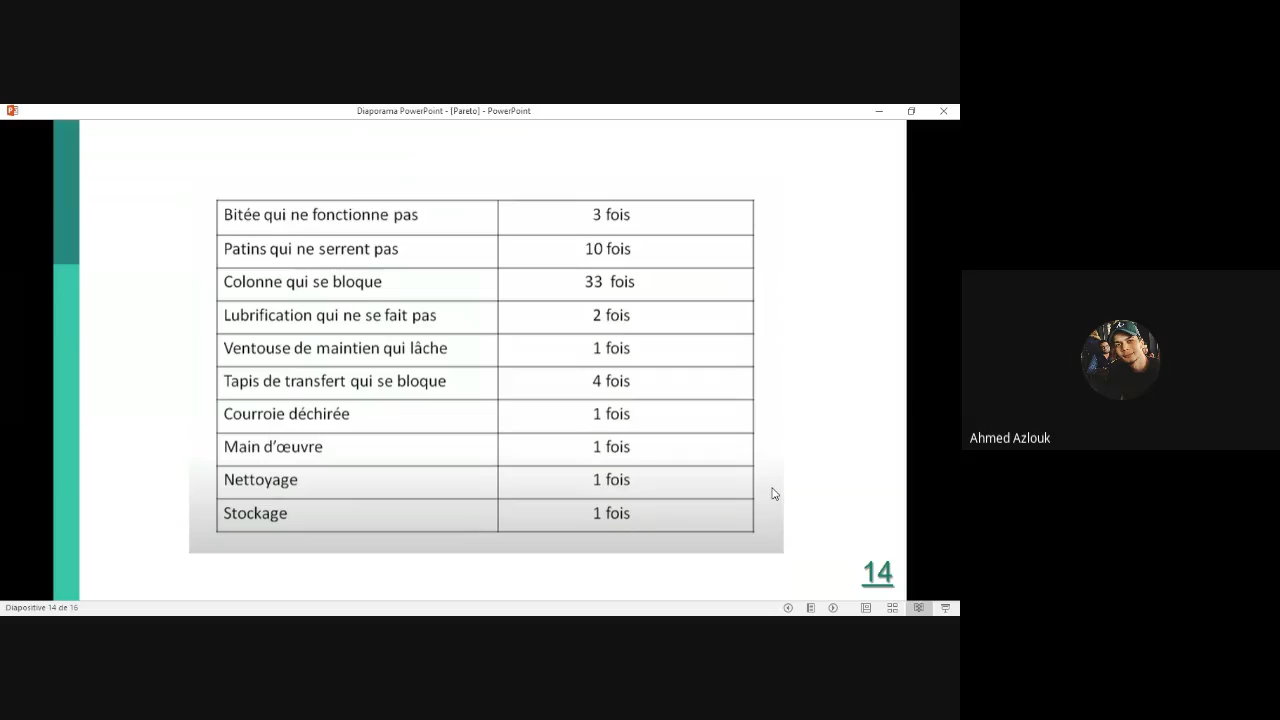 Diaporama PowerPoint - [Pareto] - PowerPoint
Bitée qui ne fonctionne pas 3 fois
Patins qui ne serrent pas 10 fois
Colonne qui se bloque 33 fois
Lubrification qui ne se fait pas 2 fois
Ventouse de maintien qui lâche 1 fois
Tapis de transfert qui se bloque 4 fois
Courroie déchirée 1 fois
Main d'œuvre 1 fois
Nettoyage 1 fois
Stockage 1 fois
14
Diapositive 14 de 16
Ahmed Azlouk